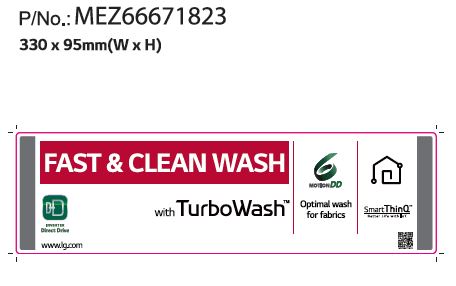 P/No.: MEZ66671823
330 x 95mm(W x H)
FAST & CLEAN WASH
with TurboWash™
INVERTER
Direct Drive
www.lg.com
6
MOTION DD
Optimal wash
for fabrics
SmartThinQ™